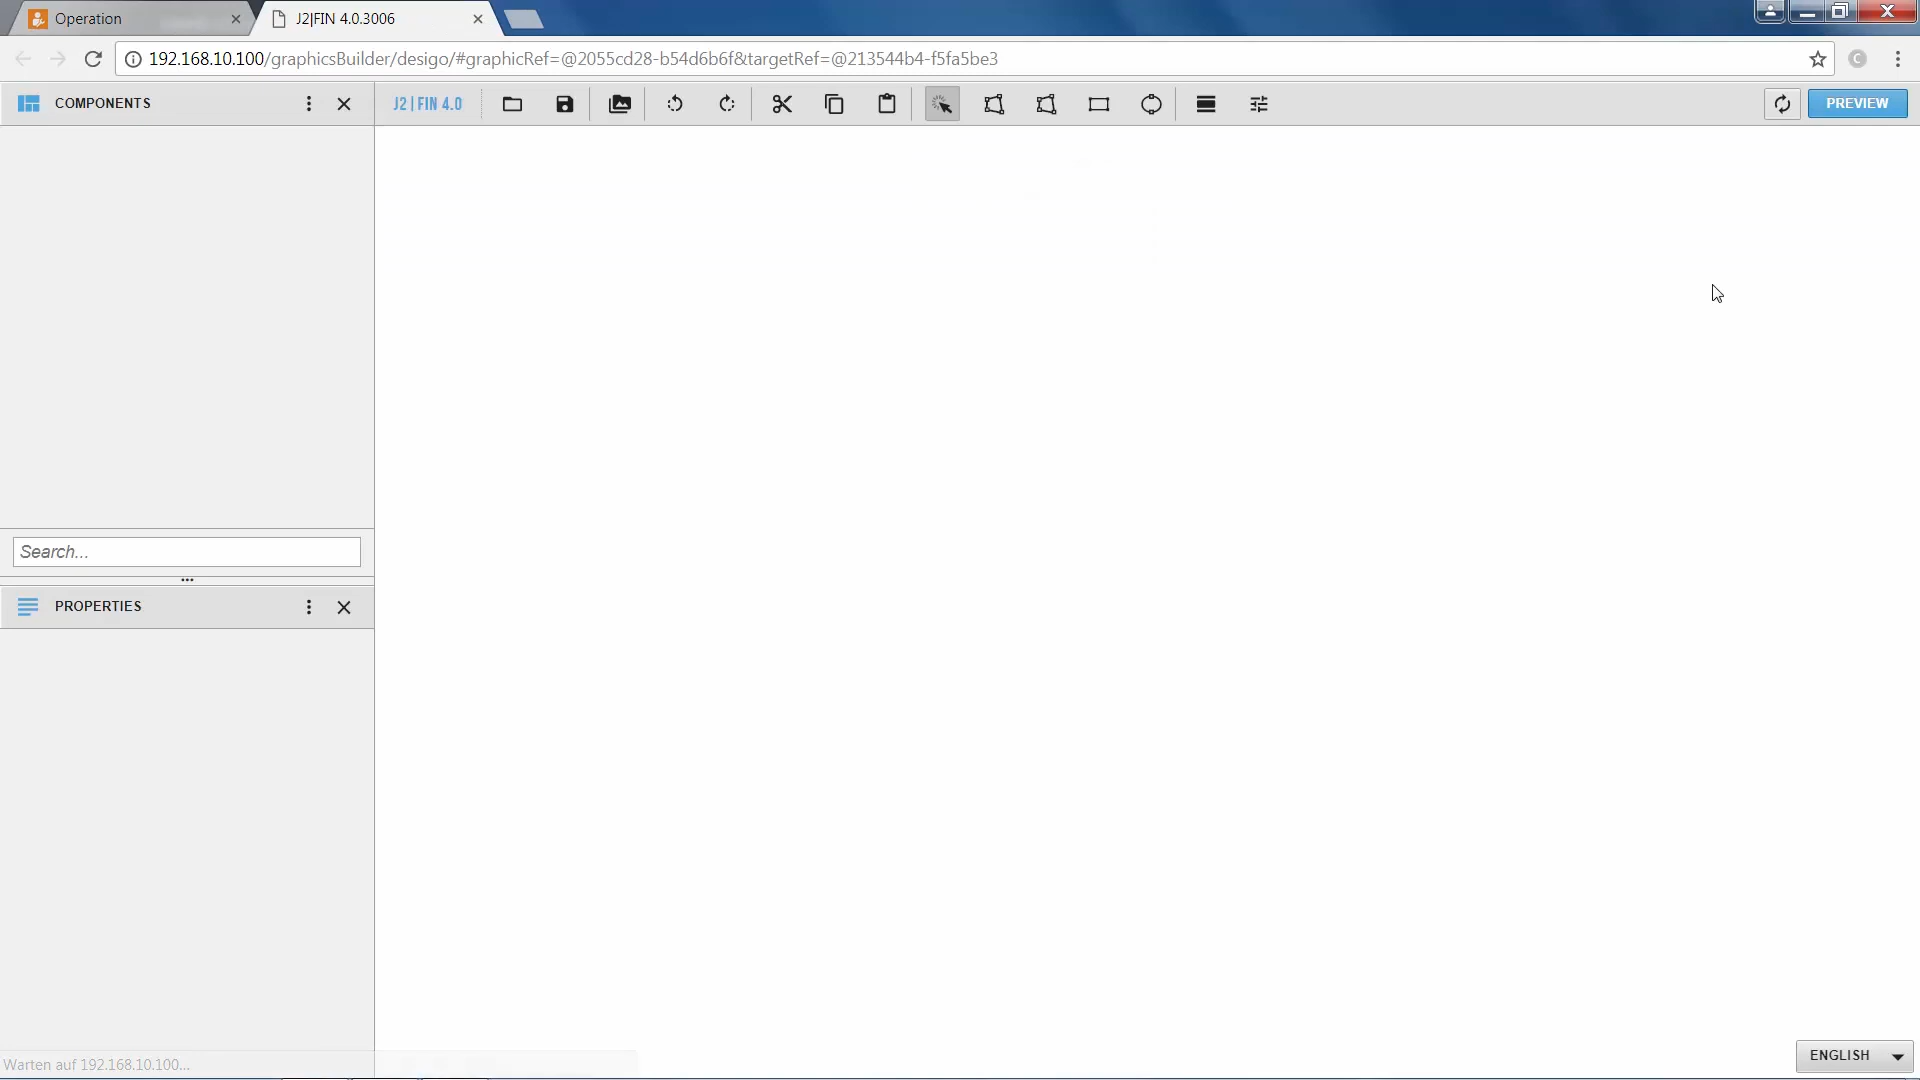 Operation
J2|FIN 4.0.3006
192.168.10.100/graphicsBuilder/desigo/#graphicRef=@2055cd28-b54d6b6f&targetRef=@213544b4-f5fa5be3
C
COMPONENTS
J2 | FIN 4.0
PREVIEW
Search...
PROPERTIES
Warten auf 192.168.10.100...
ENGLISH